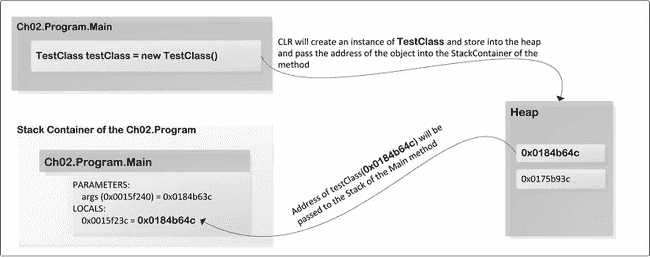 Ch02.Program.Main
TestClass testClass = new TestClass()
CLR will create an instance of TestClass and store into the heap
and pass the address of the object into the StackContainer of the
method
Stack Container of the Ch02.Program
Ch02.Program.Main
PARAMETERS:
args (0x0015f240) = 0x0184b63c
LOCALS:
0x0015f23c = 0x0184b64c
Address of testClass(0x0184b64c) will be
passed to the Stack of the Main method
Heap
0x0184b64c
0x0175b93c